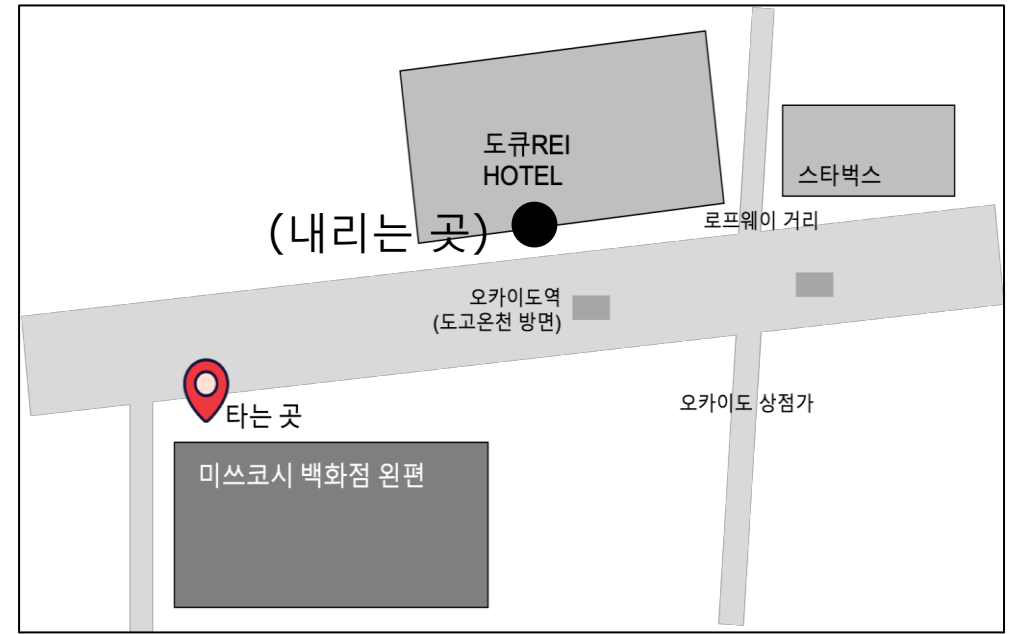 도큐REI
HOTEL
스타벅스
(내리는 곳)
로프웨이 거리
오카이도역
(도고온천 방면)
타는 곳
오카이도 상점가
미쓰코시 백화점 왼편